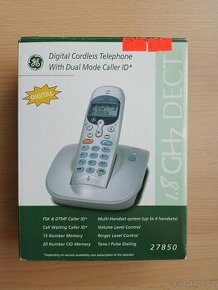 Digital Cordless Telephone
With Dual Mode Caller ID*
DIGITAL
1.8 GHz DECT
FSK & DTMF Caller ID*
Call Waiting Caller ID*
15 Number Memory
20 Number CID Memory
Multi-Handset system (up to 4 handsets)
Volume Level Control
Ringer Level Control
Tone / Pulse Dialing
27850